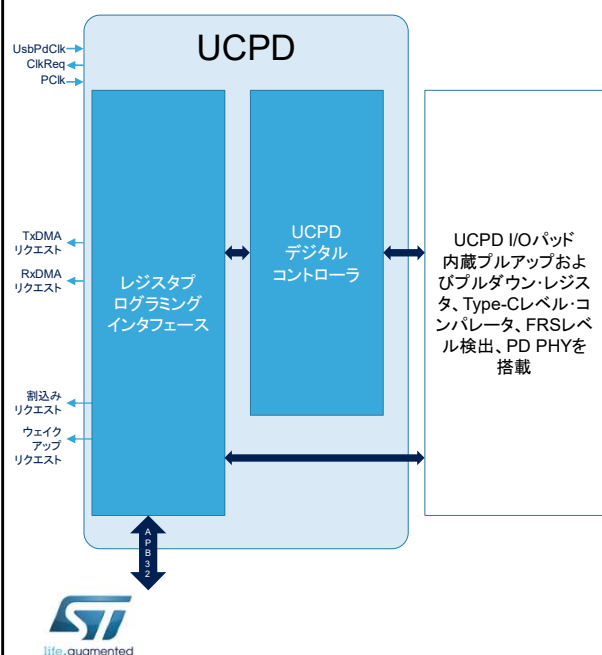 UCPD
UsbPdClk
ClkReq
PClk
TxDMA
リクエスト
RxDMA
リクエスト
割込み
リクエスト
ウェイク
アップ
リクエスト
レジスタプ
ログラミング
インタフェース
UCPD
デジタル
コントローラ
UCPD I/Oパッド
内蔵プルアップおよ
びプルダウン・レジス
タ、Type-Cレベル・コ
ンパレータ、FRSレベ
ル検出、PD PHYを
搭載
APB32
ST
life.augmented